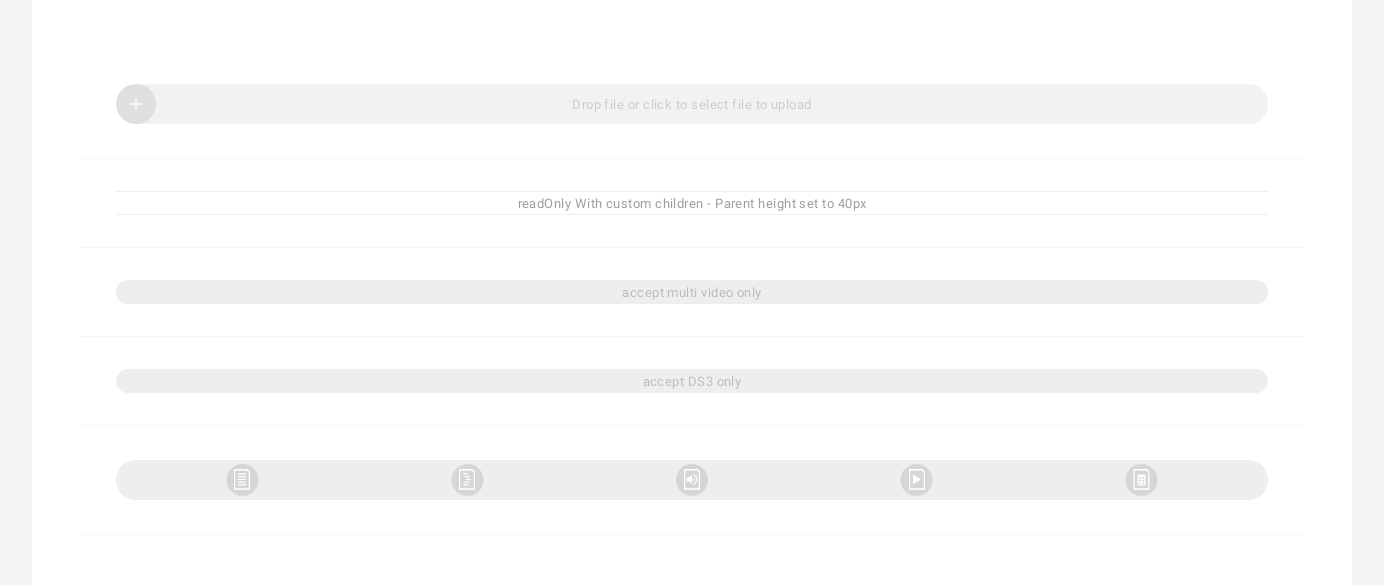 Drop file or click to select file to upload
readOnly With custom children - Parent height set to 40px
accept multi video only
accept DS3 only